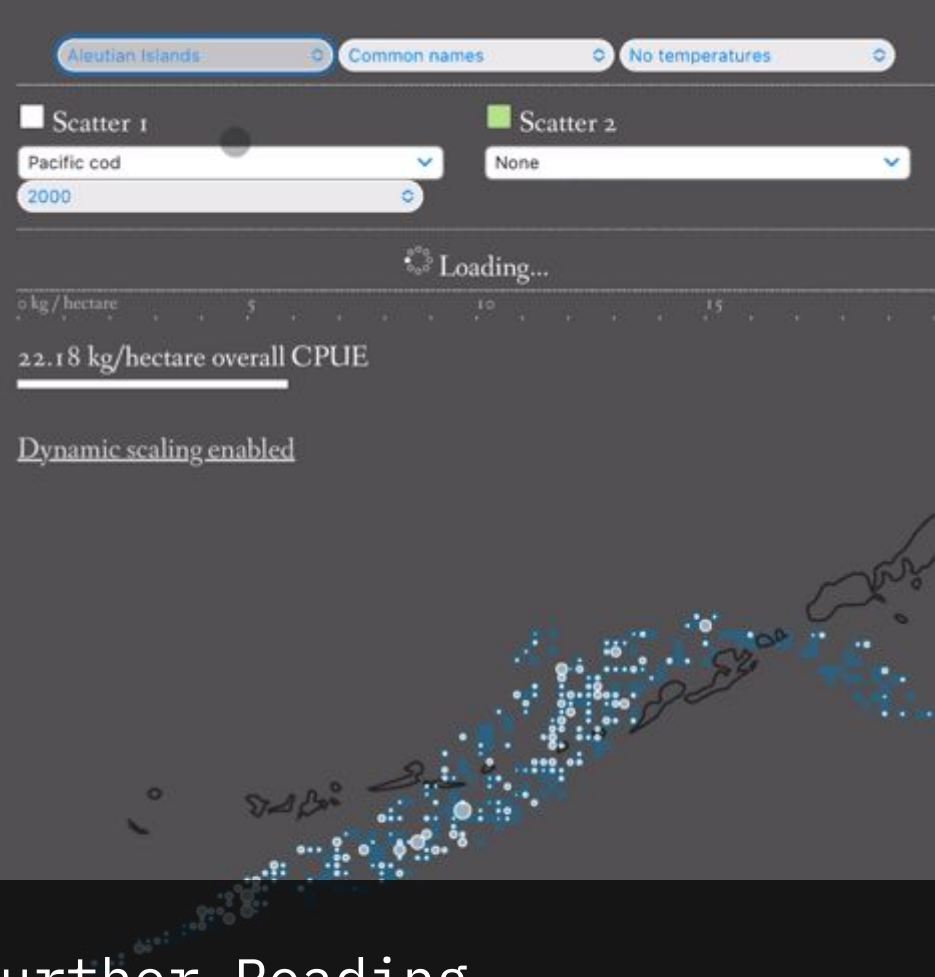 Aleutian Islands Common names No temperatures
Scatter 1 Scatter 2
Pacific cod None
2000
Loading...
0 kg / hectare 5 10 15
22.18 kg/hectare overall CPUE
Dynamic scaling enabled
urther Reading